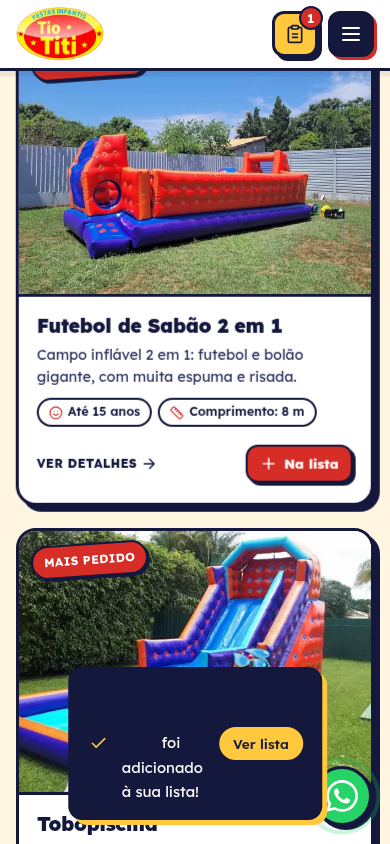 FESTAS INFANTIS
Tio
Titi
1
Futebol de Sabão 2 em 1
Campo inflável 2 em 1: futebol e bolão
gigante, com muita espuma e risada.
Até 15 anos
Comprimento: 8 m
VER DETALHES
Na lista
MAIS PEDIDO
foi
adicionado
à sua lista!
Ver lista
Tobopiscina